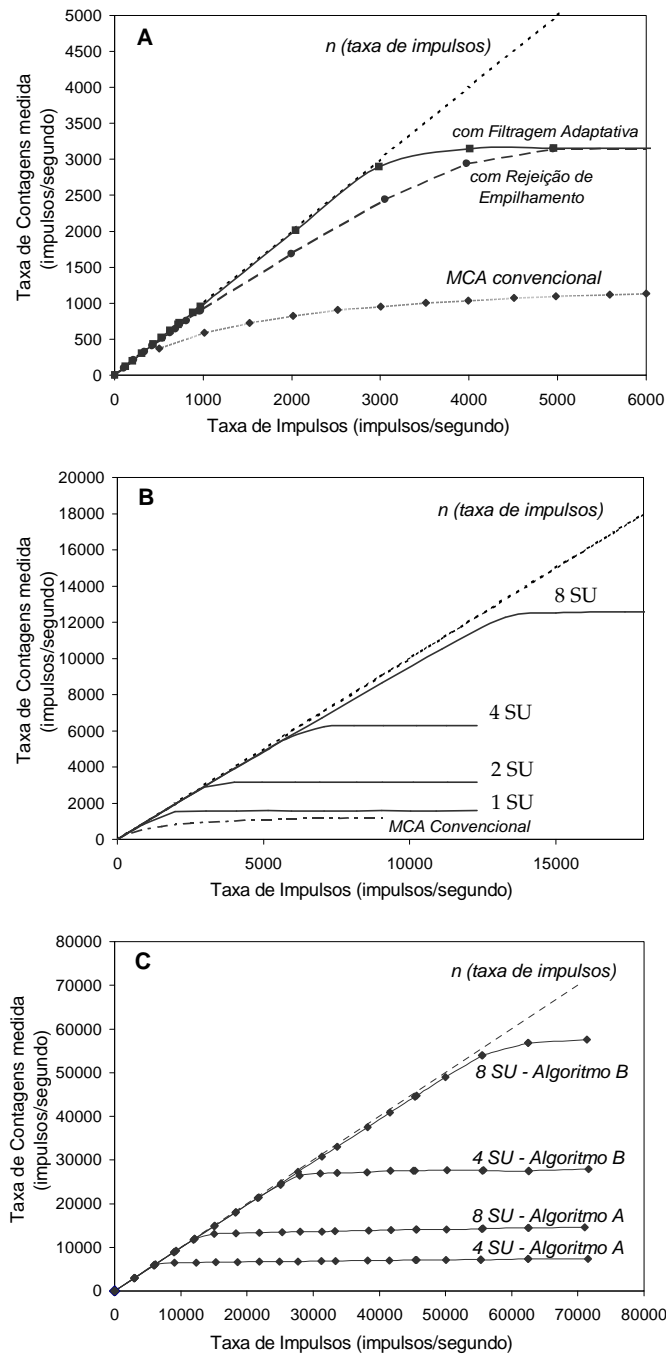 A
5000
4500
4000
3500
3000
2500
2000
1500
1000
500
0
Taxa de Contagens medida
(impulsos/segundo)
n (taxa de impulsos)
com Filtragem Adaptativa
com Rejeição de
Empilhamento
MCA convencional
0 1000 2000 3000 4000 5000 6000
Taxa de Impulsos (impulsos/segundo)
B
20000
18000
16000
14000
12000
10000
8000
6000
4000
2000
0
Taxa de Contagens medida
(impulsos/segundo)
n (taxa de impulsos)
8 SU
4 SU
2 SU
1 SU
MCA Convencional
0 5000 10000 15000
Taxa de Impulsos (impulsos/segundo)
C
80000
70000
60000
50000
40000
30000
20000
10000
0
Taxa de Contagens medida
(impulsos/segundo)
n (taxa de impulsos)
8 SU - Algoritmo B
4 SU - Algoritmo B
8 SU - Algoritmo A
4 SU - Algoritmo A
0 10000 20000 30000 40000 50000 60000 70000 80000
Taxa de Impulsos (impulsos/segundo)